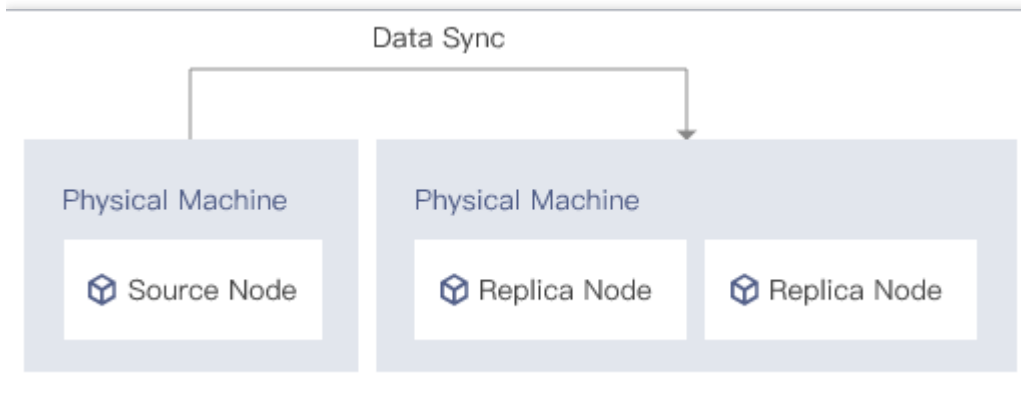 Data Sync
Physical Machine
Physical Machine
Source Node
Replica Node
Replica Node